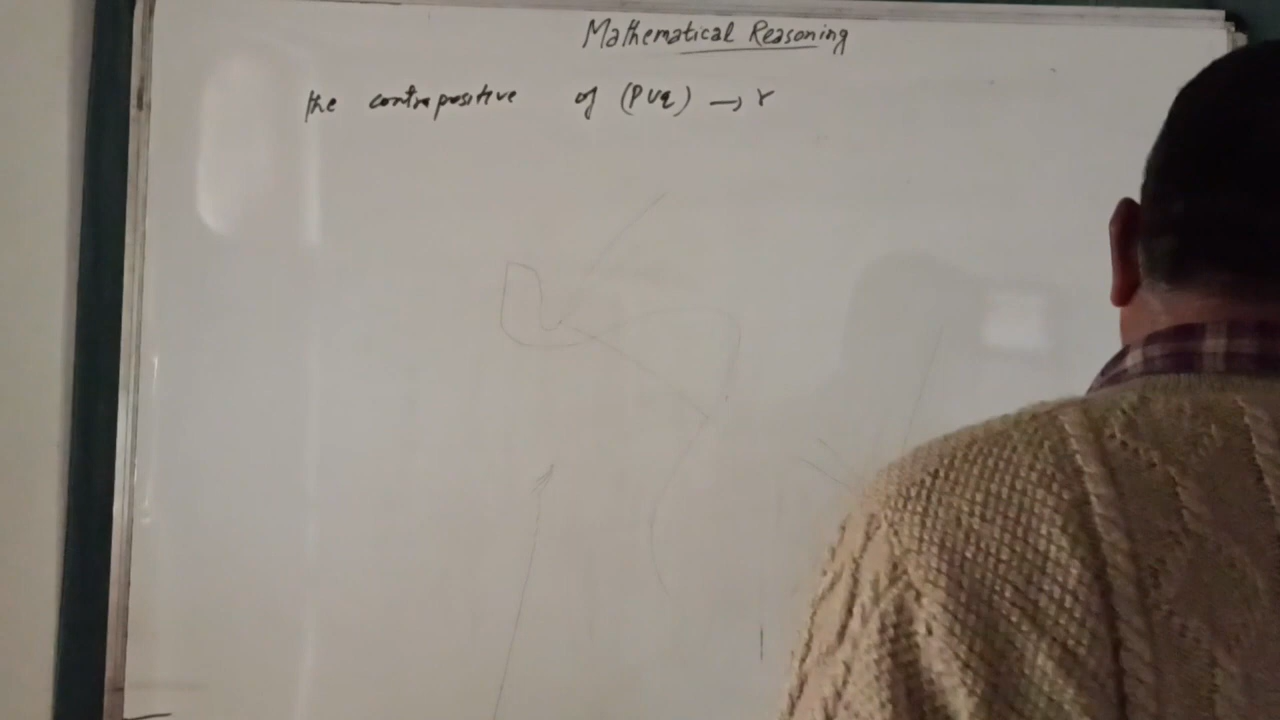 Mathematical Reasoning
the contrapositive of (p∨q) → r